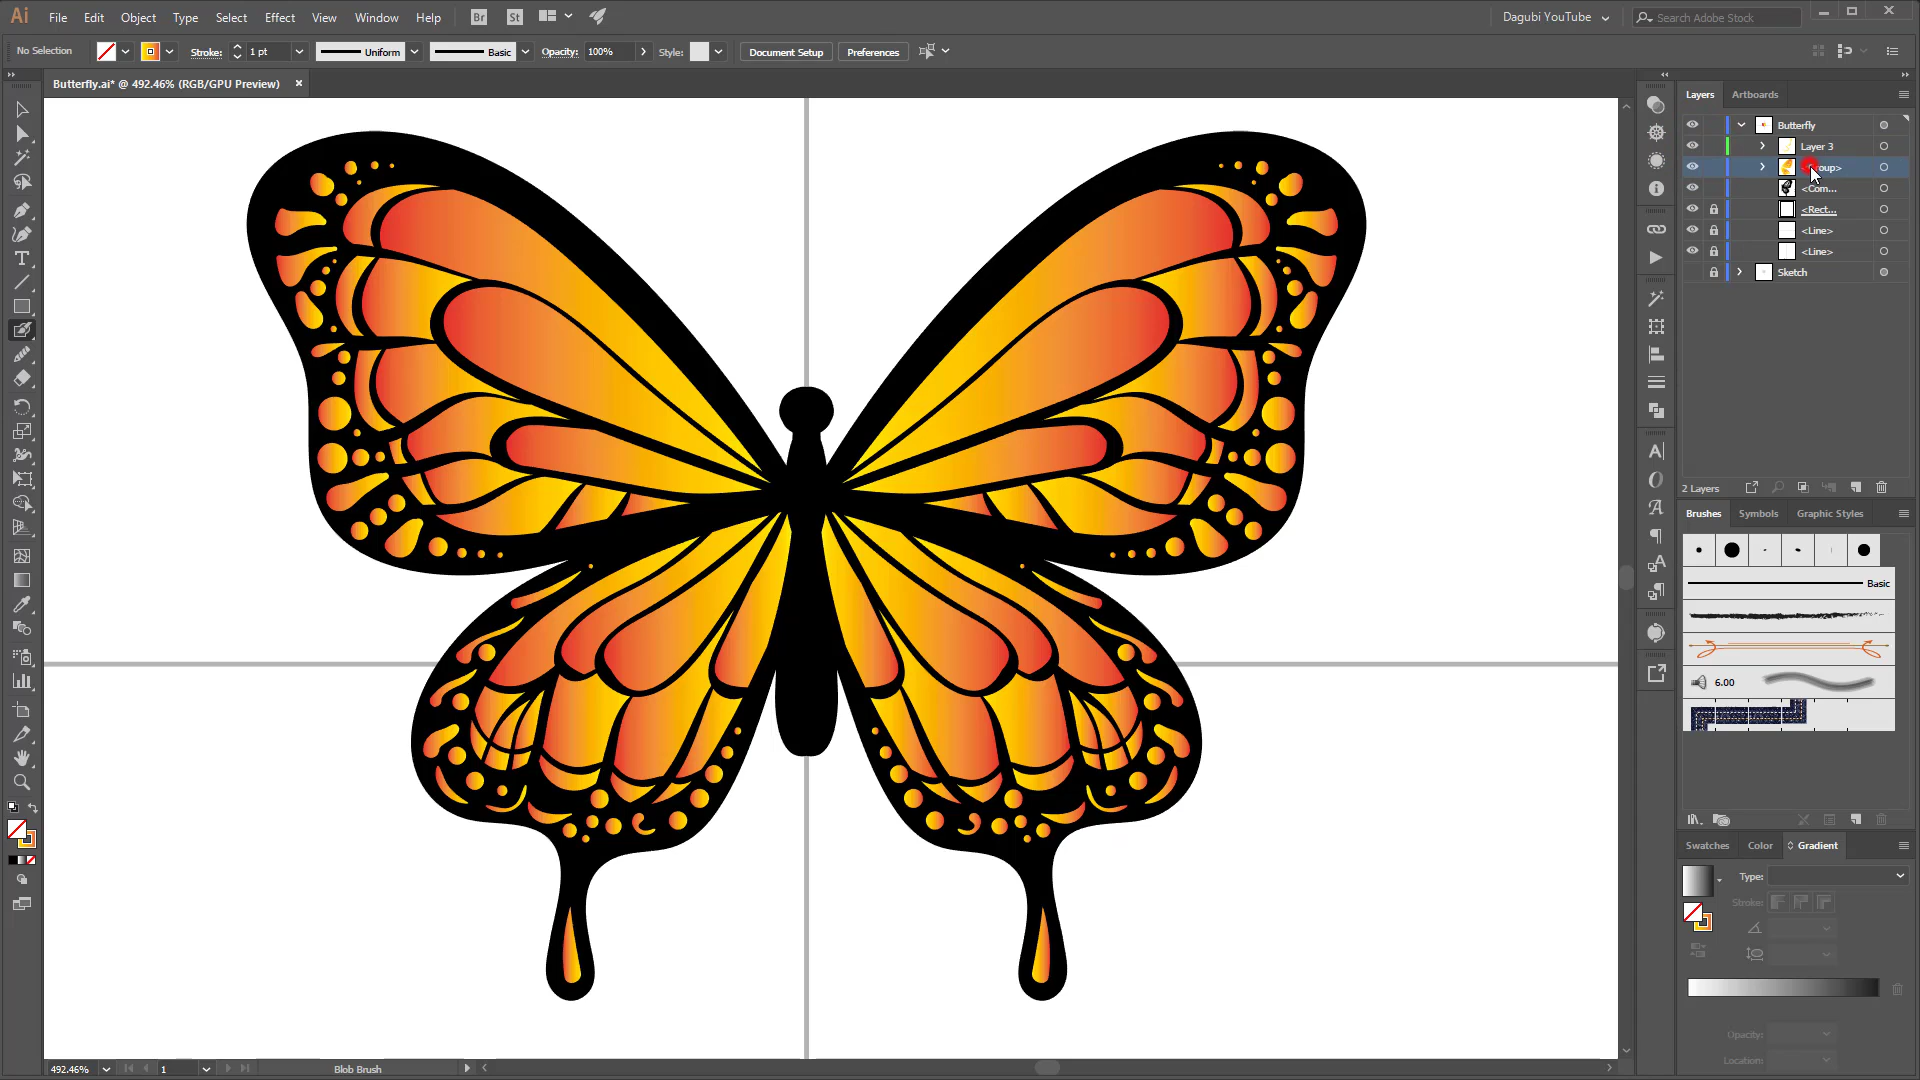 Ai File Edit Object Type Select Effect View Window Help Br St Dagubi YouTube Search Adobe Stock
No Selection Stroke: 1 pt Uniform Basic Opacity: 100% Style: Document Setup Preferences
Butterfly.ai* @ 492.46% (RGB/GPU Preview)
Layers Artboards
Butterfly
Layer 3
oup>
<Com...
<Rect...
<Line>
<Line>
Sketch
2 Layers
Brushes Symbols Graphic Styles
Basic
6.00
Swatches Color Gradient
Type:
Stroke:
Opacity:
Location:
492.46% 1 Blob Brush